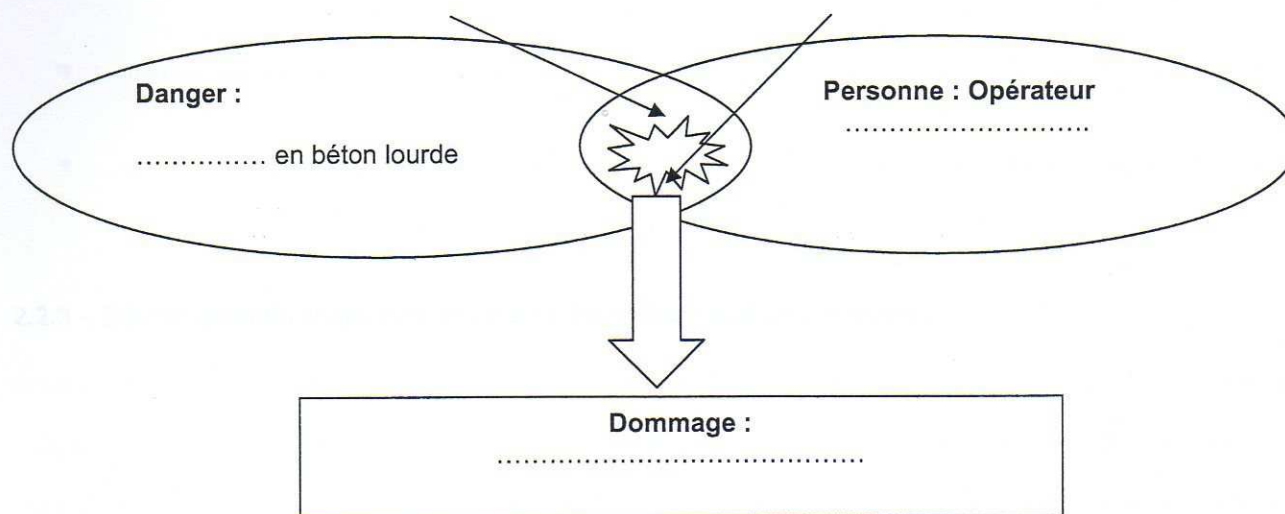 Danger :
............... en béton lourde
Personne : Opérateur
...........................
Dommage :
........................................